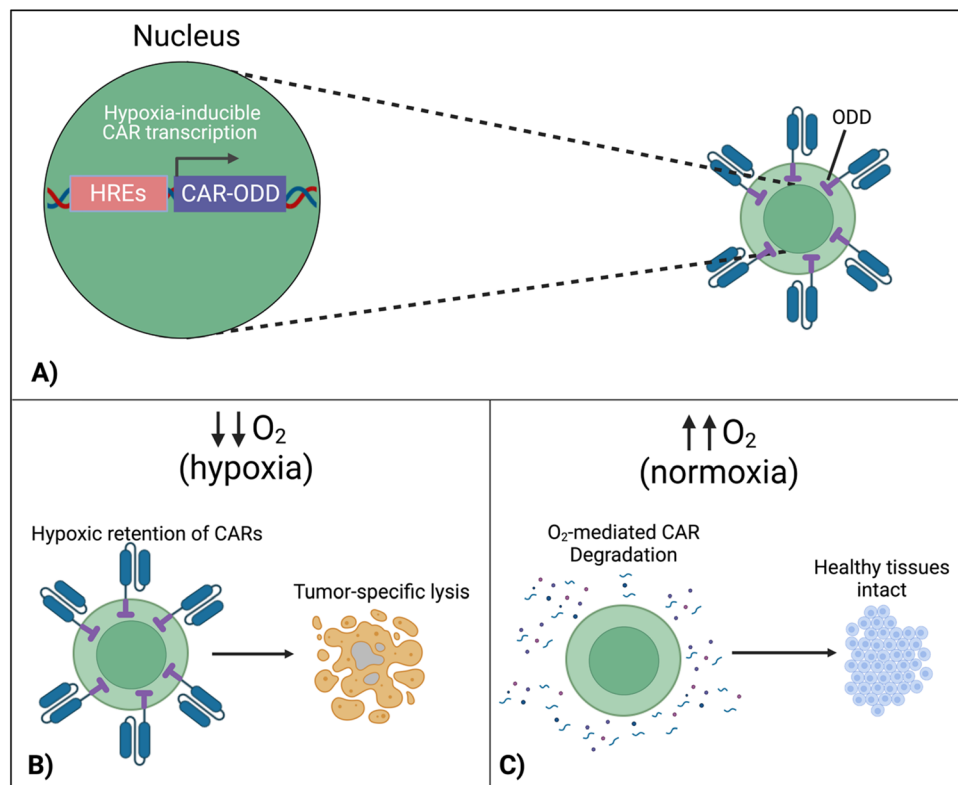 Nucleus
Hypoxia-inducible
CAR transcription
HREs
CAR-ODD
ODD
A)
↓↓ O₂
(hypoxia)
Hypoxic retention of CARs
Tumor-specific lysis
B)
↑↑ O₂
(normoxia)
O₂-mediated CAR
Degradation
Healthy tissues
intact
C)